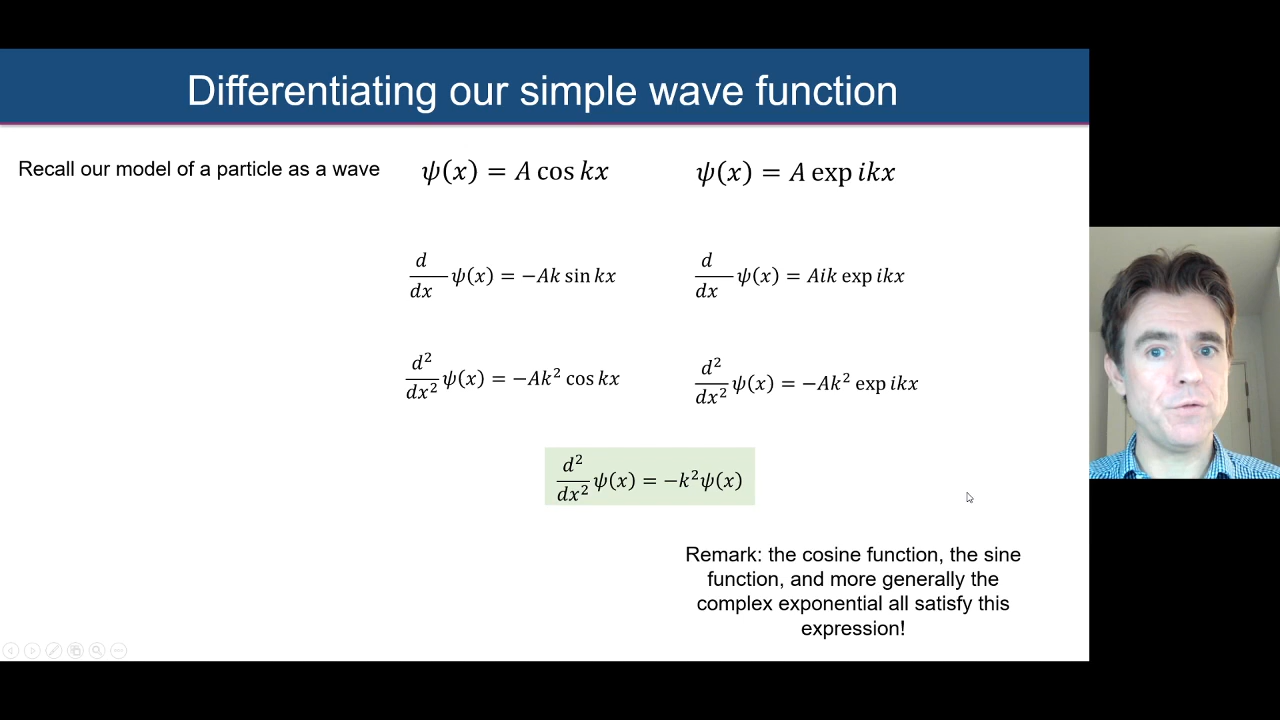 Differentiating our simple wave function
Recall our model of a particle as a wave
ψ(x) = A cos kx
ψ(x) = A exp ikx
d/dx ψ(x) = −Ak sin kx
d/dx ψ(x) = Aik exp ikx
d²/dx² ψ(x) = −Ak² cos kx
d²/dx² ψ(x) = −Ak² exp ikx
d²/dx² ψ(x) = −k²ψ(x)
Remark: the cosine function, the sine
function, and more generally the
complex exponential all satisfy this
expression!